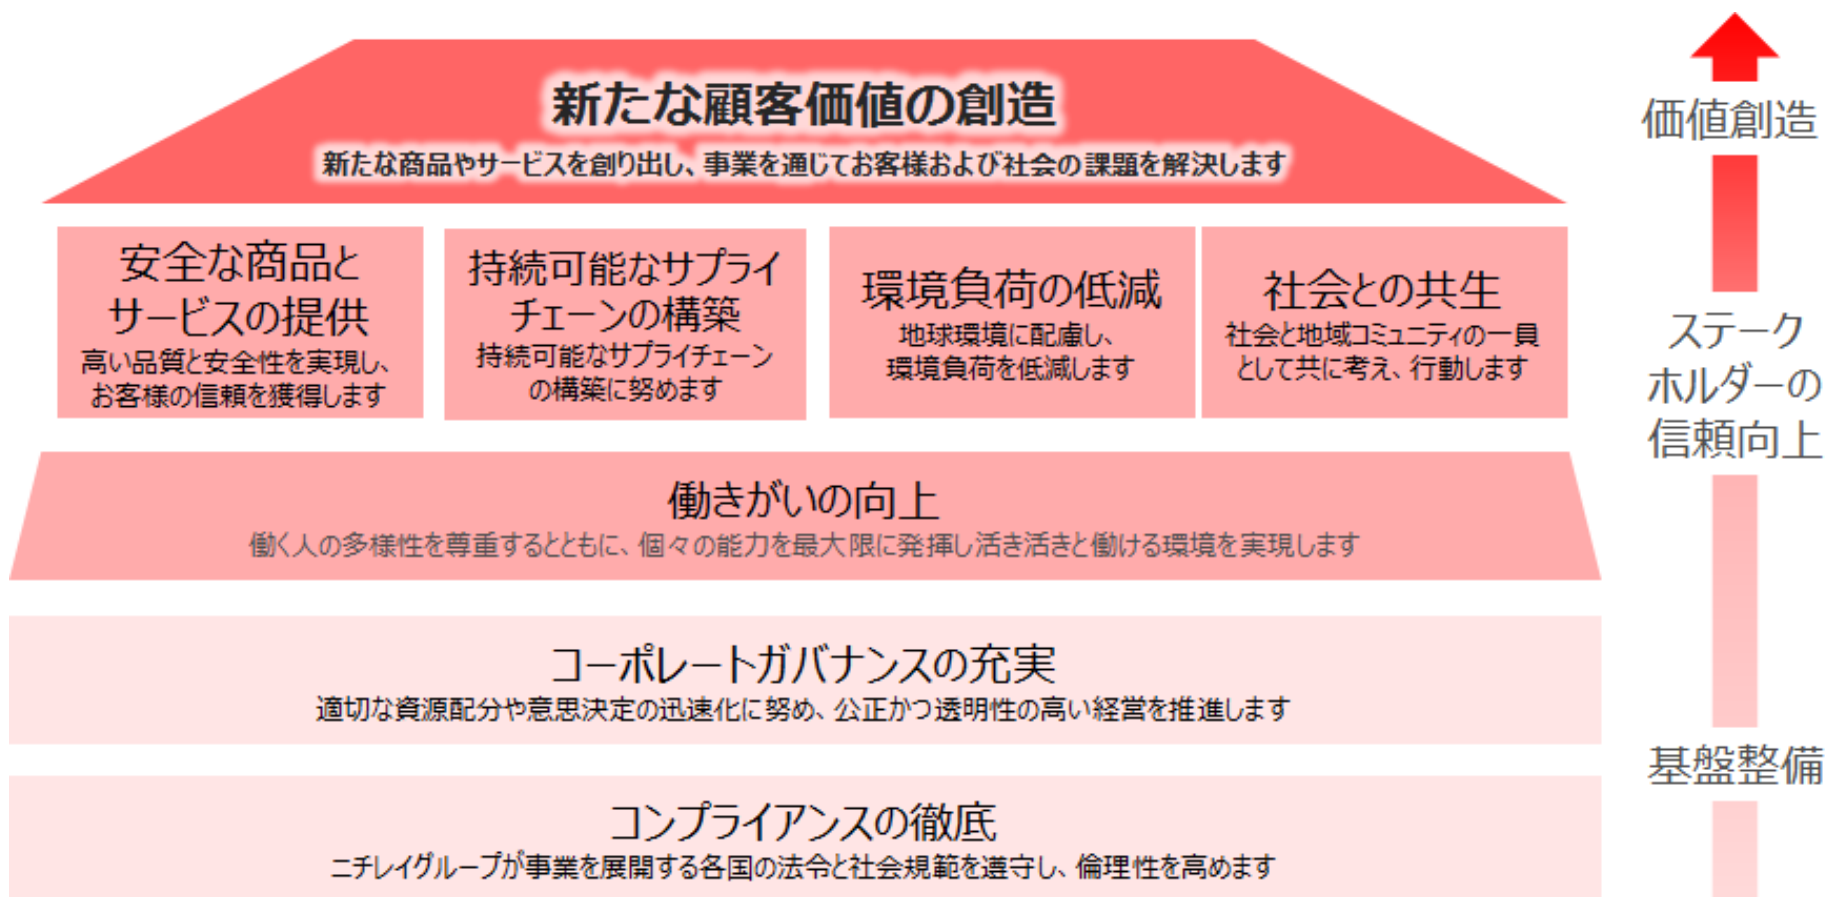 新たな顧客価値の創造
新たな商品やサービスを創り出し、事業を通じてお客様および社会の課題を解決します
安全な商品と
サービスの提供
高い品質と安全性を実現し、
お客様の信頼を獲得します
持続可能なサプライ
チェーンの構築
持続可能なサプライチェーン
の構築に努めます
環境負荷の低減
地球環境に配慮し、
環境負荷を低減します
社会との共生
社会と地域コミュニティの一員
として共に考え、行動します
働きがいの向上
働く人の多様性を尊重するとともに、個々の能力を最大限に発揮し活き活きと働ける環境を実現します
コーポレートガバナンスの充実
適切な資源配分や意思決定の迅速化に努め、公正かつ透明性の高い経営を推進します
コンプライアンスの徹底
ニチレイグループが事業を展開する各国の法令と社会規範を遵守し、倫理性を高めます
価値創造
ステーク
ホルダーの
信頼向上
基盤整備